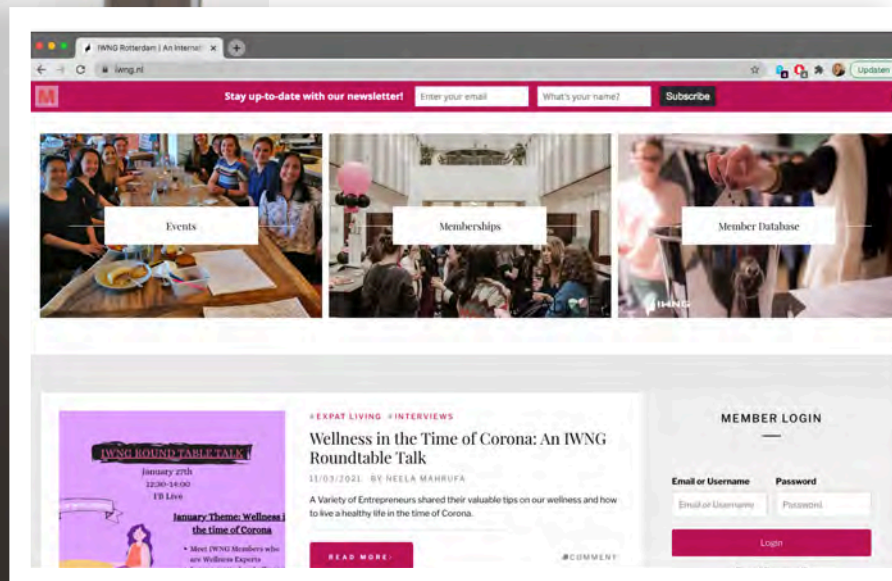 IWNG Rotterdam | An Internati
iwng.nl
Updaten
M
Stay up-to-date with our newsletter!
Enter your email
What's your name?
Subscribe
Events
Memberships
Member Database
IWNG
#EXPAT LIVING #INTERVIEWS
Wellness in the Time of Corona: An IWNG
Roundtable Talk
11/03/2021 BY NEELA MAHRUFA
A Variety of Entrepreneurs shared their valuable tips on our wellness and how
to live a healthy life in the time of Corona.
READ MORE
COMMENT
IWNG ROUND TABLE TALK
January 27th
12:30-14:00
FB Live
January Theme: Wellness i
the time of Corona
• Meet IWNG Members who
are Wellness Experts
MEMBER LOGIN
Email or Username
Password
Email or Username
Password
Login